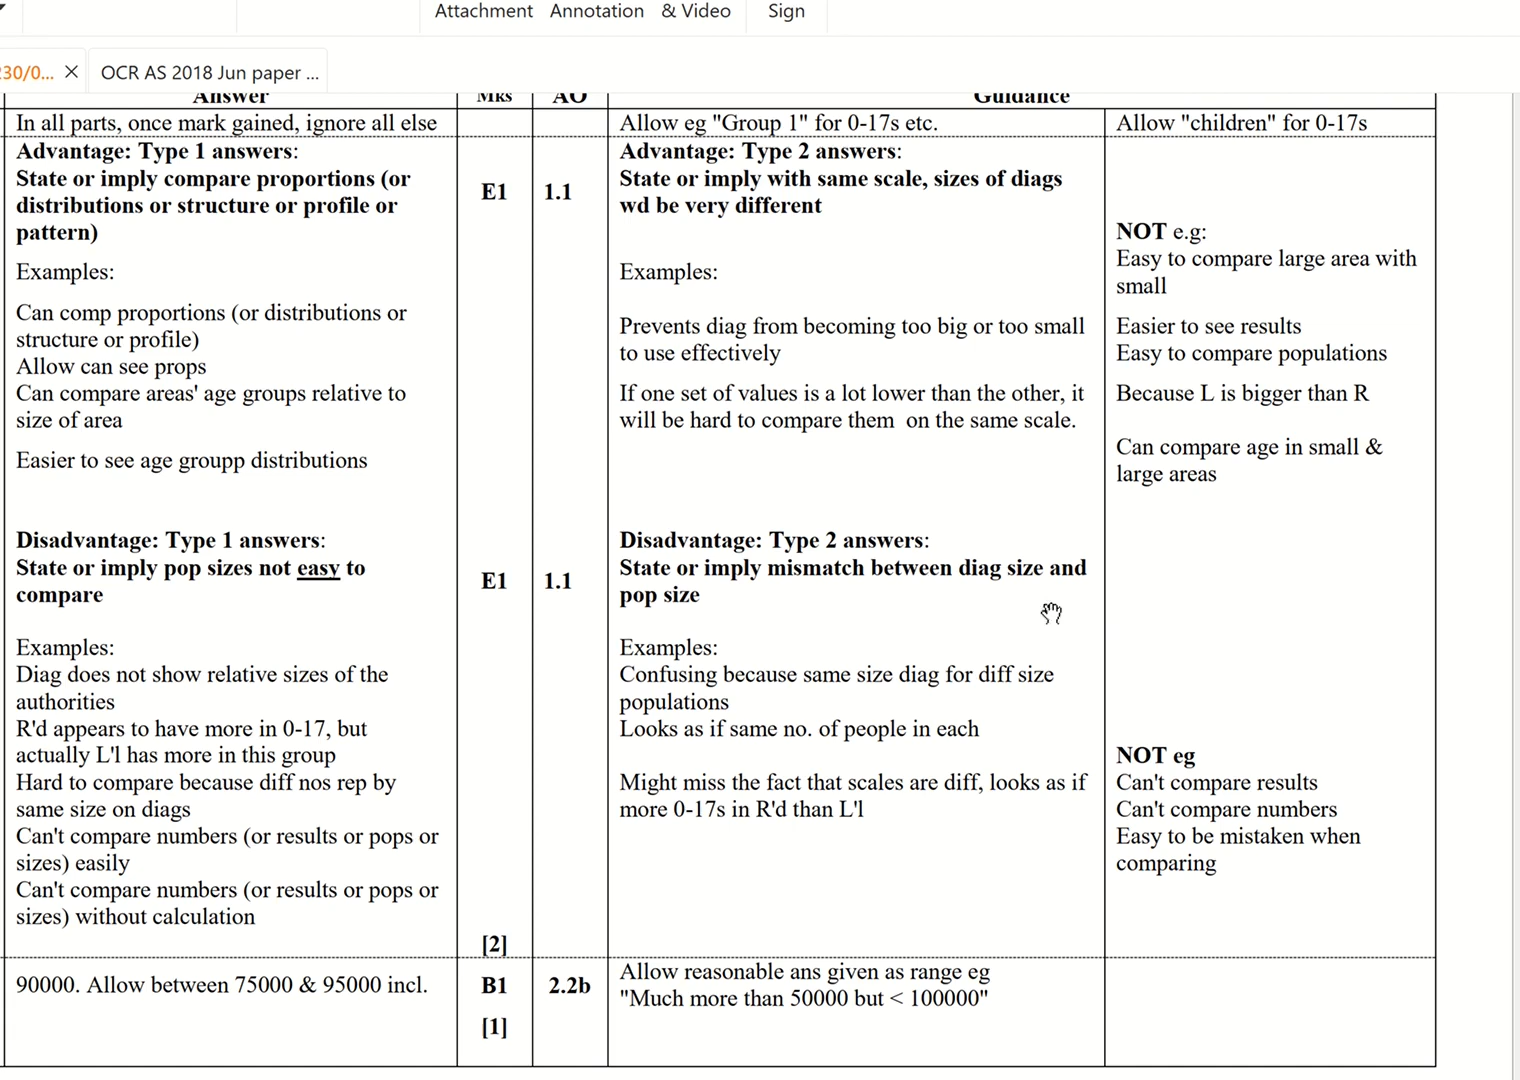 Attachment Annotation & Video Sign
30/0... × OCR AS 2018 Jun paper ...
Answer Mks AO Guidance
In all parts, once mark gained, ignore all else
Allow eg "Group 1" for 0-17s etc.
Allow "children" for 0-17s
Advantage: Type 1 answers:
State or imply compare proportions (or
distributions or structure or profile or
pattern)
Examples:
Can comp proportions (or distributions or
structure or profile)
Allow can see props
Can compare areas' age groups relative to
size of area
Easier to see age groupp distributions
E1
1.1
Advantage: Type 2 answers:
State or imply with same scale, sizes of diags
wd be very different
Examples:
Prevents diag from becoming too big or too small
to use effectively
If one set of values is a lot lower than the other, it
will be hard to compare them on the same scale.
NOT e.g:
Easy to compare large area with
small
Easier to see results
Easy to compare populations
Because L is bigger than R
Can compare age in small &
large areas
Disadvantage: Type 1 answers:
State or imply pop sizes not easy to
compare
Examples:
Diag does not show relative sizes of the
authorities
R'd appears to have more in 0-17, but
actually L'l has more in this group
Hard to compare because diff nos rep by
same size on diags
Can't compare numbers (or results or pops or
sizes) easily
Can't compare numbers (or results or pops or
sizes) without calculation
E1
[2]
1.1
Disadvantage: Type 2 answers:
State or imply mismatch between diag size and
pop size
Examples:
Confusing because same size diag for diff size
populations
Looks as if same no. of people in each
Might miss the fact that scales are diff, looks as if
more 0-17s in R'd than L'l
NOT eg
Can't compare results
Can't compare numbers
Easy to be mistaken when
comparing
90000. Allow between 75000 & 95000 incl.
B1
[1]
2.2b
Allow reasonable ans given as range eg
"Much more than 50000 but < 100000"